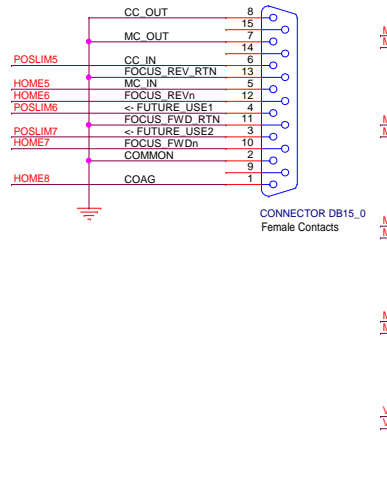 CC_OUT 8
15
MC_OUT 7
14
POSLIM5 CC_IN 6
FOCUS_REV_RTN 13
HOME5 MC_IN 5
HOME6 FOCUS_REVn 12
POSLIM6 <- FUTURE_USE1 4
FOCUS_FWD_RTN 11
POSLIM7 <- FUTURE_USE2 3
HOME7 FOCUS_FWDn 10
COMMON 2
9
HOME8 COAG 1
CONNECTOR DB15_0
Female Contacts